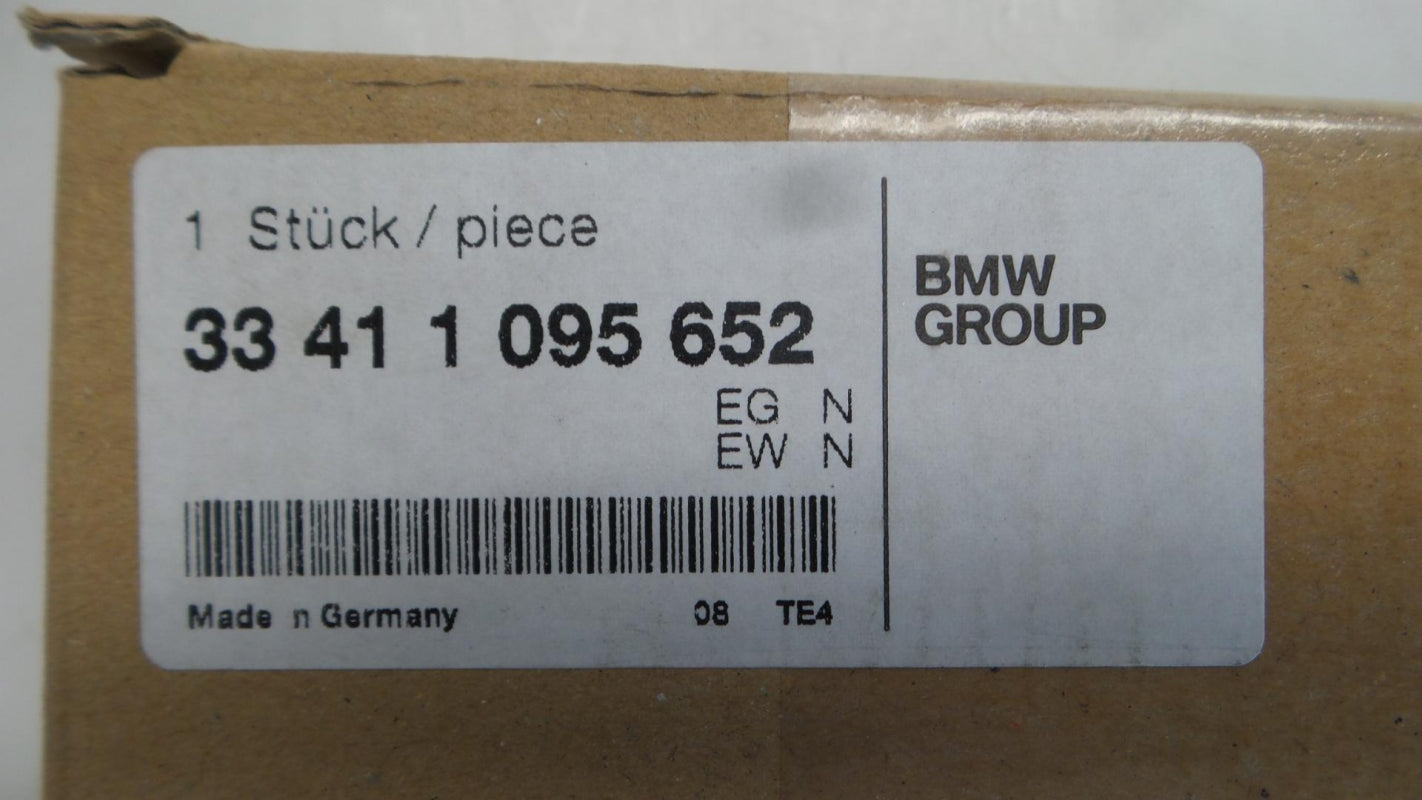 1 Stück / piece
33 41 1 095 652
EG N
EW N
Made n Germany 08 TE4
BMW
GROUP